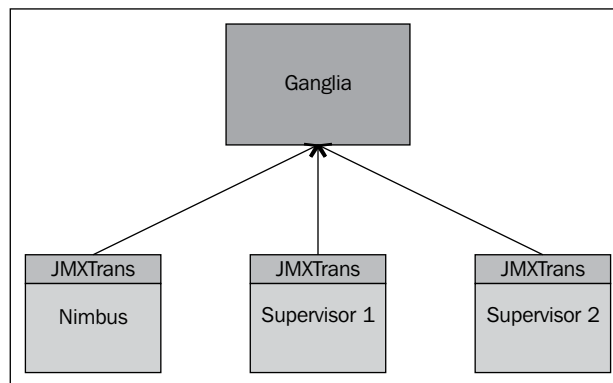 Ganglia
JMXTrans
Nimbus
JMXTrans
Supervisor 1
JMXTrans
Supervisor 2